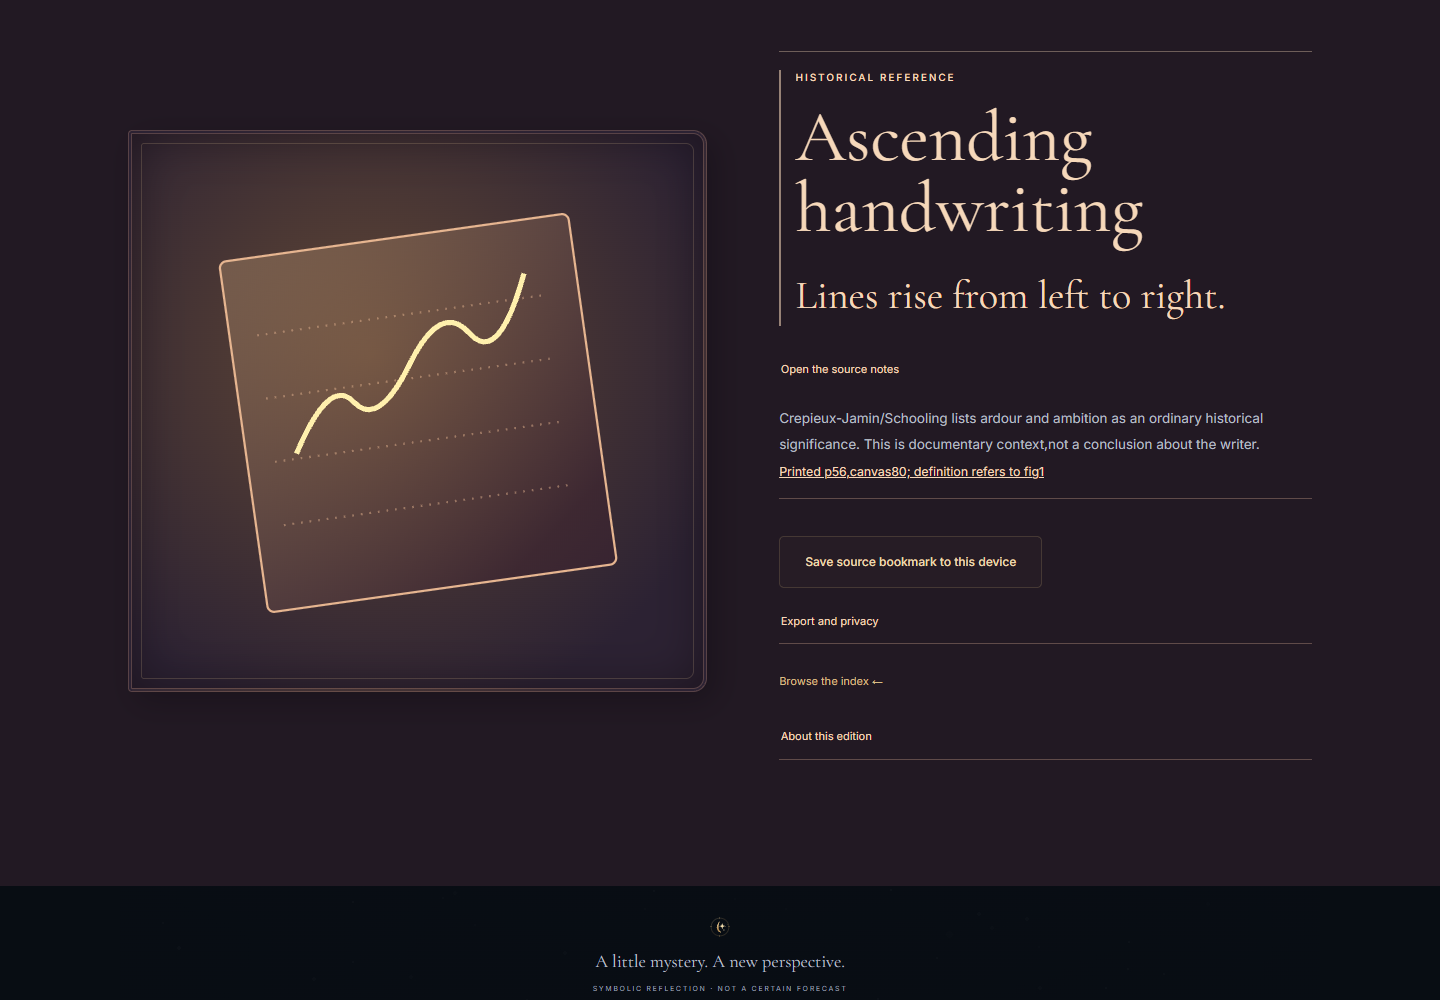 HISTORICAL REFERENCE
Ascending
handwriting
Lines rise from left to right.
Open the source notes
Crepieux-Jamin/Schooling lists ardour and ambition as an ordinary historical
significance. This is documentary context,not a conclusion about the writer.
Printed p56,canvas80; definition refers to fig1
Save source bookmark to this device
Export and privacy
Browse the index ←
About this edition
A little mystery. A new perspective.
SYMBOLIC REFLECTION · NOT A CERTAIN FORECAST